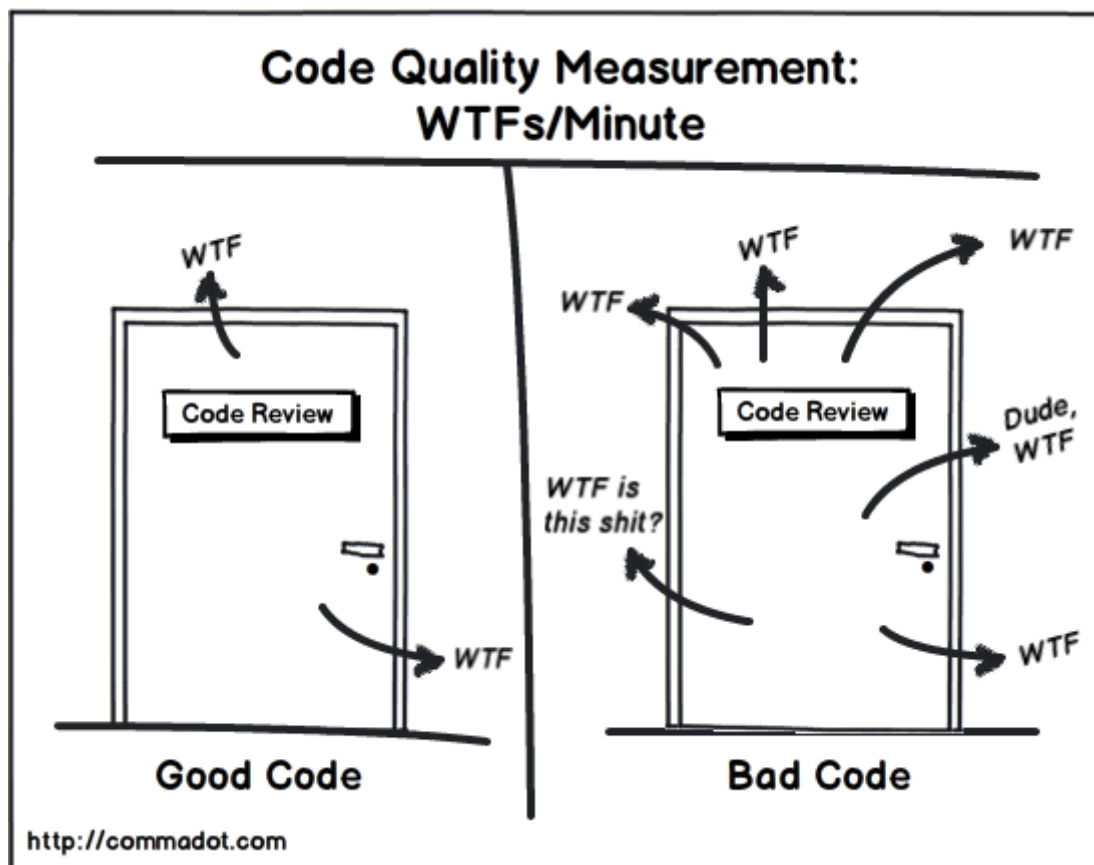 Code Quality Measurement:
WTFs/Minute
WTF
Code Review
WTF
Good Code
WTF
WTF
WTF
Code Review
Dude,
WTF
WTF is
this shit?
WTF
Bad Code
http://commadot.com